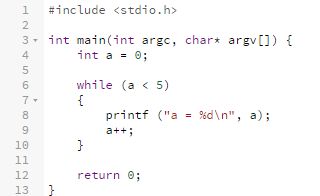 1 #include <stdio.h>
2
3 int main(int argc, char* argv[]) {
4     int a = 0;
5
6     while (a < 5)
7     {
8         printf ("a = %d\n", a);
9         a++;
10     }
11
12     return 0;
13 }